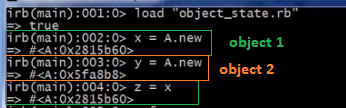 irb(main):001:0> load "object_state.rb"
=> true
irb(main):002:0> x = A.new
=> #<A:0x2815b60>
object 1
irb(main):003:0> y = A.new
=> #<A:0x5fa8b8>
object 2
irb(main):004:0> z = x
=> #<A:0x2815b60>